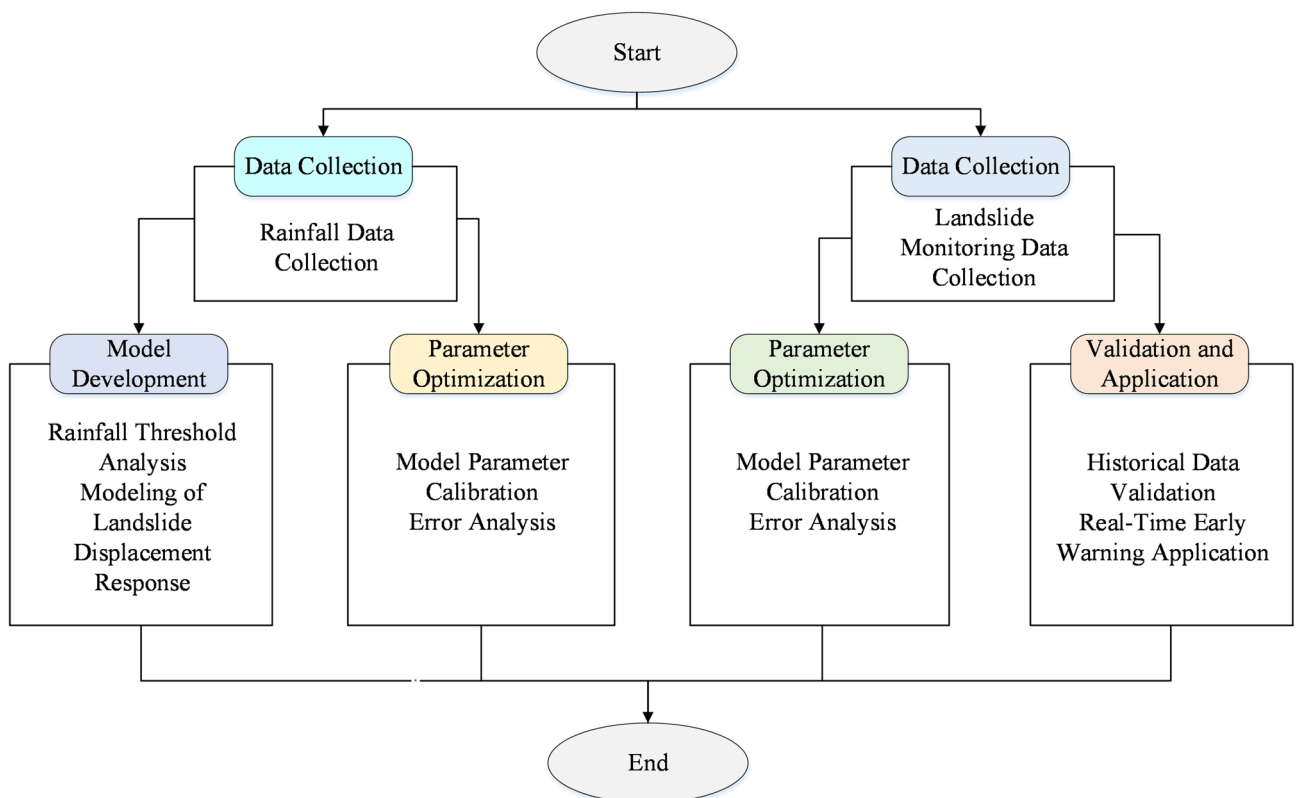 Start
Data Collection
Rainfall Data
Collection
Data Collection
Landslide
Monitoring Data
Collection
Model
Development
Rainfall Threshold
Analysis
Modeling of
Landslide
Displacement
Response
Parameter
Optimization
Model Parameter
Calibration
Error Analysis
Parameter
Optimization
Model Parameter
Calibration
Error Analysis
Validation and
Application
Historical Data
Validation
Real-Time Early
Warning Application
End